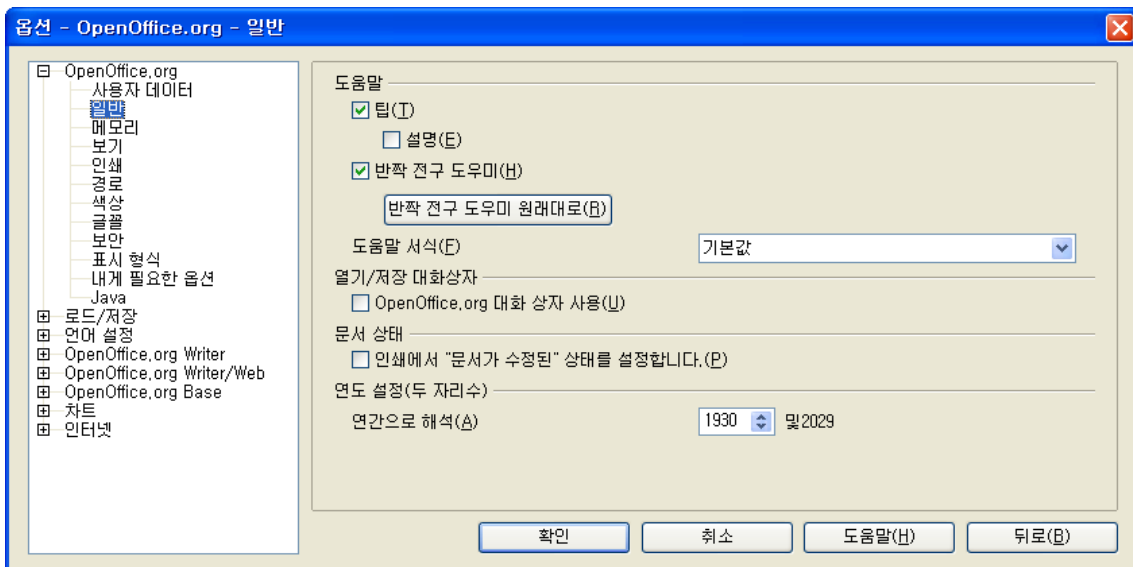 옵션 - OpenOffice.org - 일반
OpenOffice.org
사용자 데이터
일반
메모리
보기
인쇄
경로
색상
글꼴
보안
표시 형식
내게 필요한 옵션
Java
로드/저장
언어 설정
OpenOffice.org Writer
OpenOffice.org Writer/Web
OpenOffice.org Base
차트
인터넷
도움말
팁(T)
설명(E)
반짝 전구 도우미(H)
반짝 전구 도우미 원래대로(R)
도움말 서식(F) 기본값
열기/저장 대화상자
OpenOffice.org 대화 상자 사용(U)
문서 상태
인쇄에서 "문서가 수정된" 상태를 설정합니다.(P)
연도 설정(두 자리수)
연간으로 해석(A) 1930 및2029
확인 취소 도움말(H) 뒤로(B)